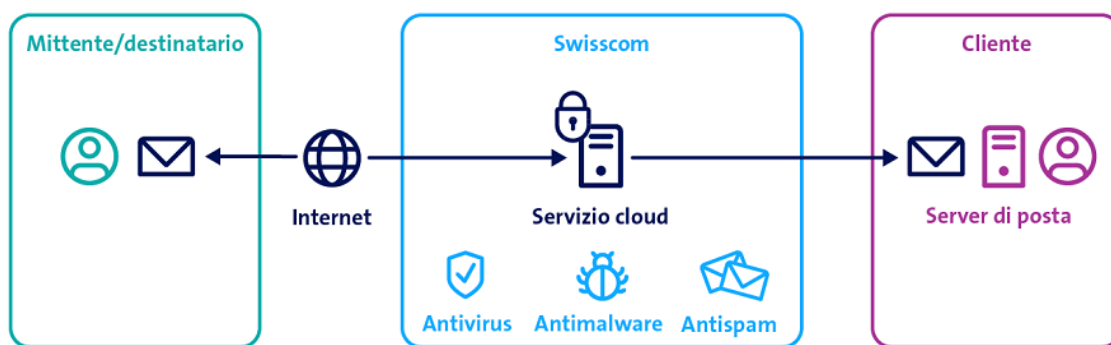 Mittente/destinatario
Swisscom
Cliente
Internet
Servizio cloud
Server di posta
Antivirus
Antimalware
Antispam